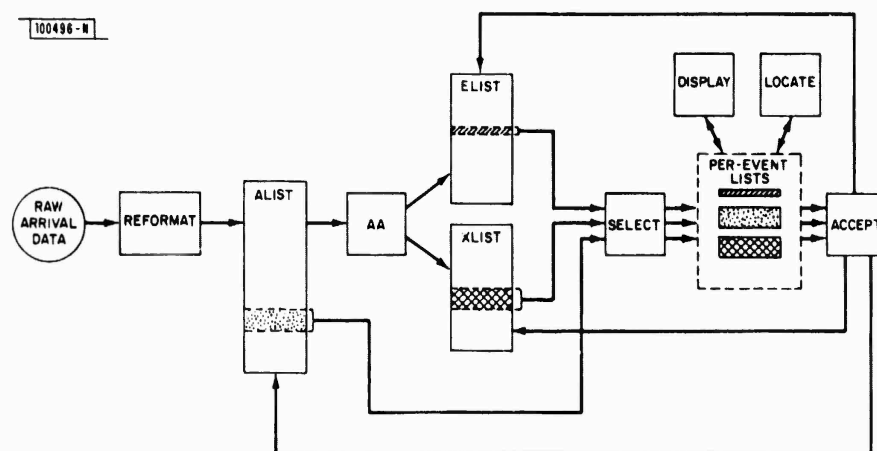 100496-N
ELIST
DISPLAY
LOCATE
PER-EVENT
LISTS
ALIST
RAW
ARRIVAL
DATA
REFORMAT
AA
XLIST
SELECT
ACCEPT